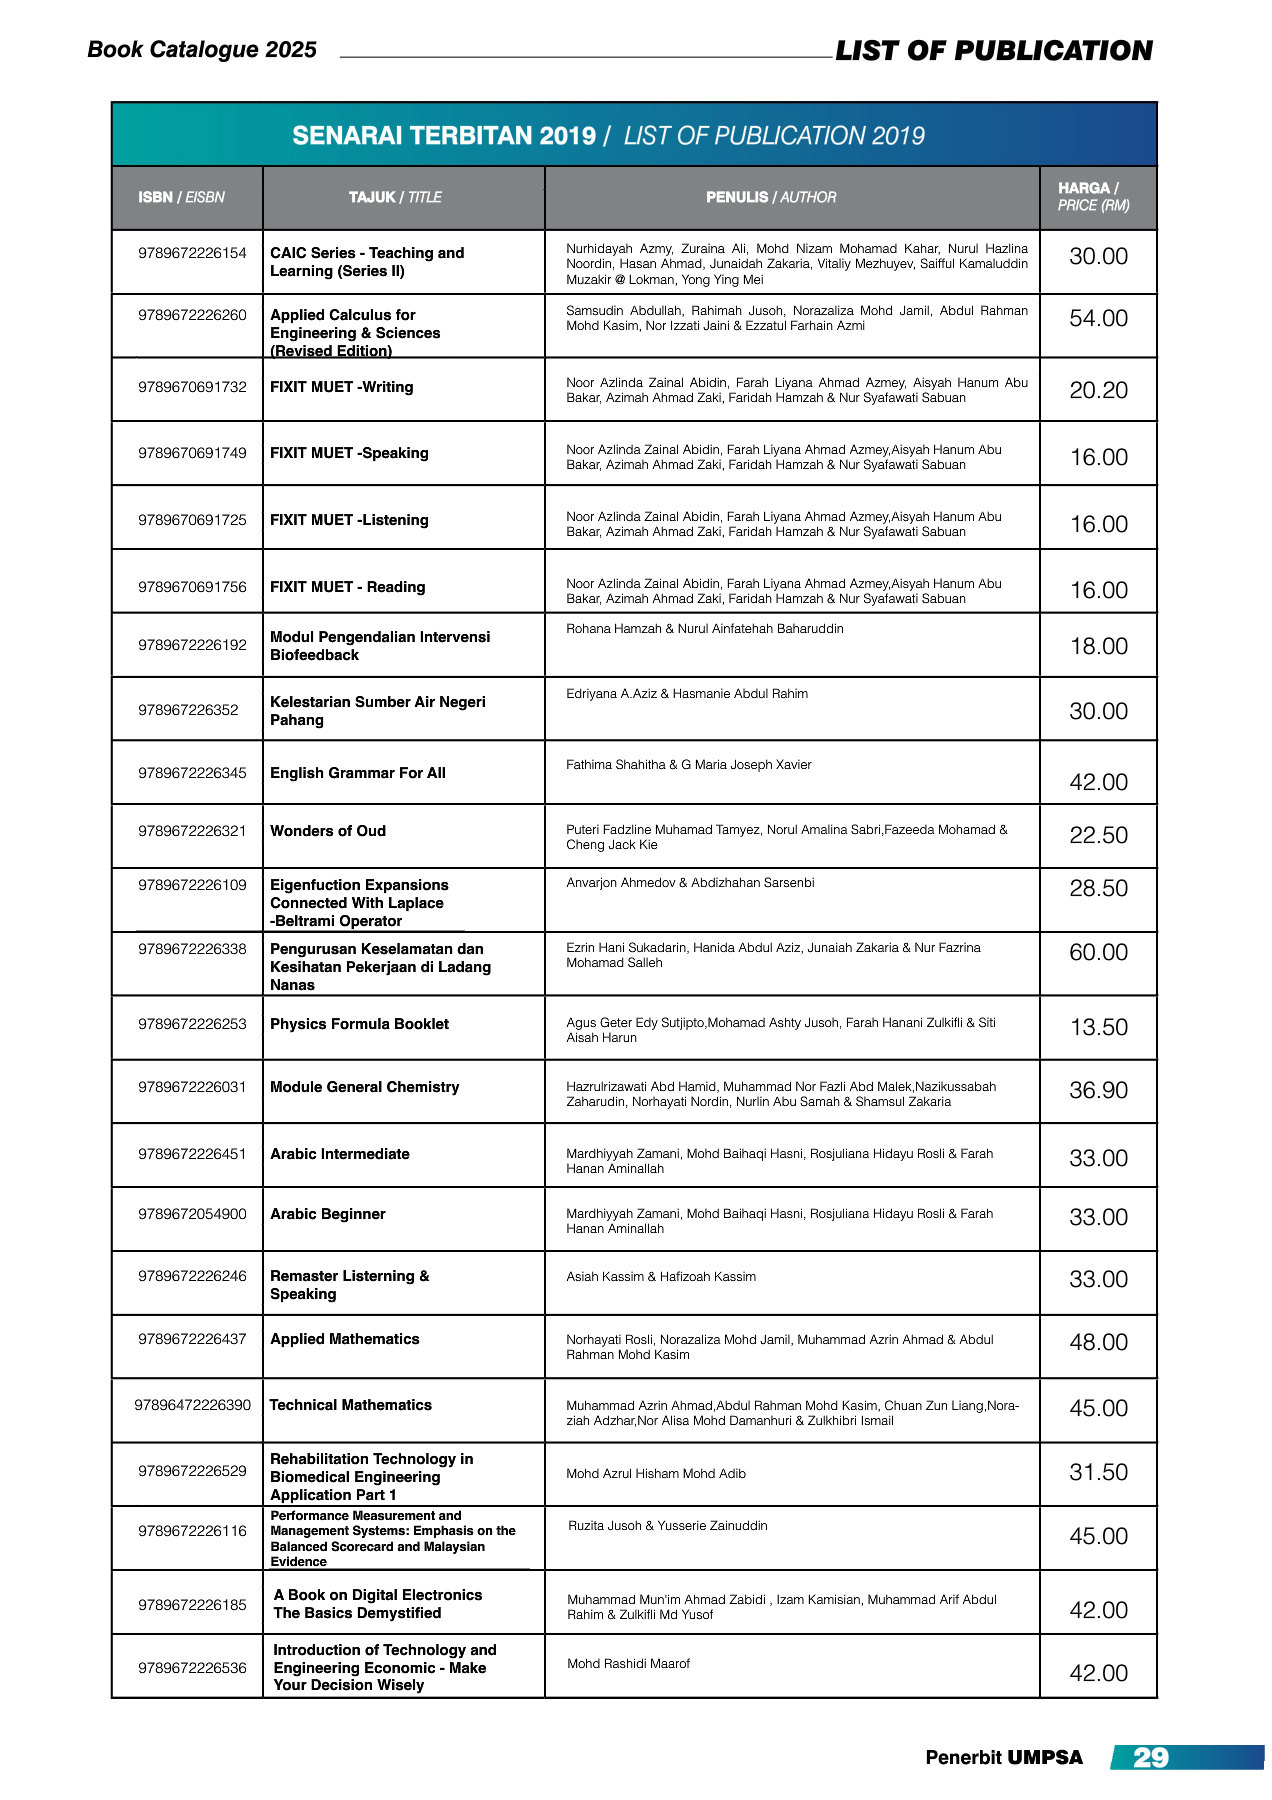 Book Catalogue 2025
LIST OF PUBLICATION
SENARAI TERBITAN 2019 / LIST OF PUBLICATION 2019
ISBN / EISBN
TAJUK / TITLE
PENULIS / AUTHOR
HARGA /
PRICE (RM)
9789672226154
CAIC Series - Teaching and
Learning (Series II)
Nurhidayah Azmy, Zuraina Ali, Mohd Nizam Mohamad Kahar, Nurul Hazlina
Noordin, Hasan Ahmad, Junaidah Zakaria, Vitaliy Mezhuyev, Saifful Kamaluddin
Muzakir @ Lokman, Yong Ying Mei
30.00
9789672226260
Applied Calculus for
Engineering & Sciences
(Revised Edition)
Samsudin Abdullah, Rahimah Jusoh, Norazaliza Mohd Jamil, Abdul Rahman
Mohd Kasim, Nor Izzati Jaini & Ezzatul Farhain Azmi
54.00
9789670691732
FIXIT MUET -Writing
Noor Azlinda Zainal Abidin, Farah Liyana Ahmad Azmey, Aisyah Hanum Abu
Bakar, Azimah Ahmad Zaki, Faridah Hamzah & Nur Syafawati Sabuan
20.20
9789670691749
FIXIT MUET -Speaking
Noor Azlinda Zainal Abidin, Farah Liyana Ahmad Azmey,Aisyah Hanum Abu
Bakar, Azimah Ahmad Zaki, Faridah Hamzah & Nur Syafawati Sabuan
16.00
9789670691725
FIXIT MUET -Listening
Noor Azlinda Zainal Abidin, Farah Liyana Ahmad Azmey,Aisyah Hanum Abu
Bakar, Azimah Ahmad Zaki, Faridah Hamzah & Nur Syafawati Sabuan
16.00
9789670691756
FIXIT MUET - Reading
Noor Azlinda Zainal Abidin, Farah Liyana Ahmad Azmey,Aisyah Hanum Abu
Bakar, Azimah Ahmad Zaki, Faridah Hamzah & Nur Syafawati Sabuan
16.00
9789672226192
Modul Pengendalian Intervensi
Biofeedback
Rohana Hamzah & Nurul Ainfatehah Baharuddin
18.00
978967226352
Kelestarian Sumber Air Negeri
Pahang
Edriyana A.Aziz & Hasmanie Abdul Rahim
30.00
9789672226345
English Grammar For All
Fathima Shahitha & G Maria Joseph Xavier
42.00
9789672226321
Wonders of Oud
Puteri Fadzline Muhamad Tamyez, Norul Amalina Sabri,Fazeeda Mohamad &
Cheng Jack Kie
22.50
9789672226109
Eigenfuction Expansions
Connected With Laplace
-Beltrami Operator
Anvarjon Ahmedov & Abdizhahan Sarsenbi
28.50
9789672226338
Pengurusan Keselamatan dan
Kesihatan Pekerjaan di Ladang
Nanas
Ezrin Hani Sukadarin, Hanida Abdul Aziz, Junaiah Zakaria & Nur Fazrina
Mohamad Salleh
60.00
9789672226253
Physics Formula Booklet
Agus Geter Edy Sutjipto,Mohamad Ashty Jusoh, Farah Hanani Zulkifli & Siti
Aisah Harun
13.50
9789672226031
Module General Chemistry
Hazrulrizawati Abd Hamid, Muhammad Nor Fazli Abd Malek,Nazikussabah
Zaharudin, Norhayati Nordin, Nurlin Abu Samah & Shamsul Zakaria
36.90
9789672226451
Arabic Intermediate
Mardhiyyah Zamani, Mohd Baihaqi Hasni, Rosjuliana Hidayu Rosli & Farah
Hanan Aminallah
33.00
9789672054900
Arabic Beginner
Mardhiyyah Zamani, Mohd Baihaqi Hasni, Rosjuliana Hidayu Rosli & Farah
Hanan Aminallah
33.00
9789672226246
Remaster Listerning &
Speaking
Asiah Kassim & Hafizoah Kassim
33.00
9789672226437
Applied Mathematics
Norhayati Rosli, Norazaliza Mohd Jamil, Muhammad Azrin Ahmad & Abdul
Rahman Mohd Kasim
48.00
97896472226390
Technical Mathematics
Muhammad Azrin Ahmad,Abdul Rahman Mohd Kasim, Chuan Zun Liang,Nora-
ziah Adzhar,Nor Alisa Mohd Damanhuri & Zulkhibri Ismail
45.00
9789672226529
Rehabilitation Technology in
Biomedical Engineering
Application Part 1
Mohd Azrul Hisham Mohd Adib
31.50
9789672226116
Performance Measurement and
Management Systems: Emphasis on the
Balanced Scorecard and Malaysian
Evidence
Ruzita Jusoh & Yusserie Zainuddin
45.00
9789672226185
A Book on Digital Electronics
The Basics Demystified
Muhammad Mun'im Ahmad Zabidi , Izam Kamisian, Muhammad Arif Abdul
Rahim & Zulkifli Md Yusof
42.00
9789672226536
Introduction of Technology and
Engineering Economic - Make
Your Decision Wisely
Mohd Rashidi Maarof
42.00
Penerbit UMPSA
29